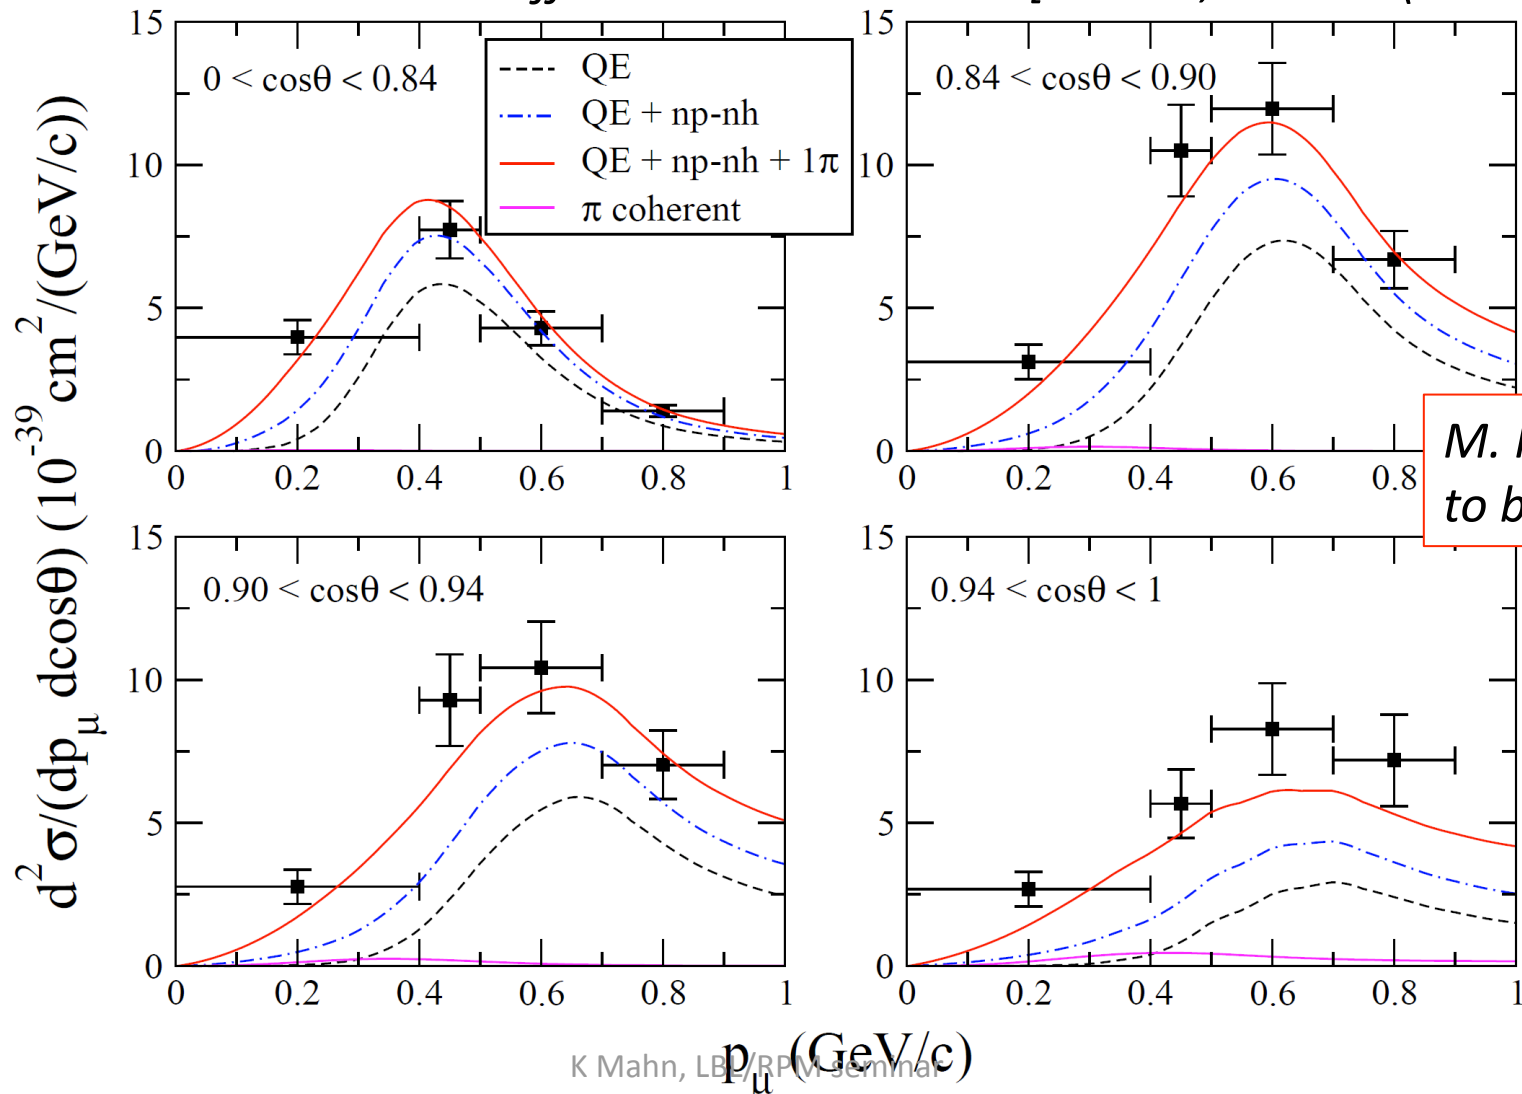 15
10
5
0
0 0.2 0.4 0.6 0.8 1
0 < cosθ < 0.84
QE
QE + np-nh
QE + np-nh + 1π
π coherent
15
10
5
0
0 0.2 0.4 0.6 0.8
0.84 < cosθ < 0.90
M.
to b
d²σ/(dp_μ dcosθ) (10⁻³⁹ cm²/(GeV/c))
15
10
5
0
0 0.2 0.4 0.6 0.8 1
0.90 < cosθ < 0.94
15
10
5
0
0 0.2 0.4 0.6 0.8 1
0.94 < cosθ < 1
p_μ (GeV/c)
K Mahn, LBL/RPM seminar